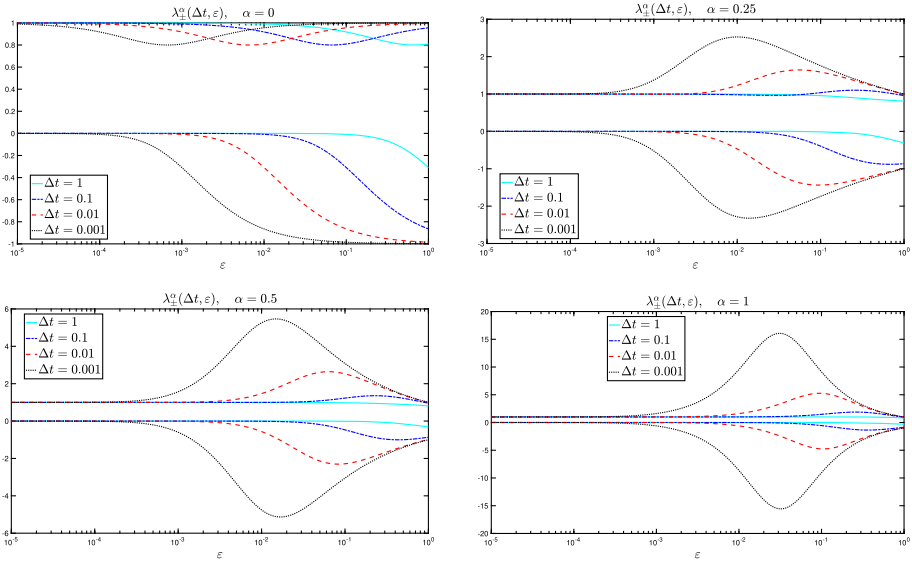 λ±^α(Δt, ε),   α = 0
1
0.8
0.6
0.4
0.2
0
-0.2
-0.4
-0.6
-0.8
-1
Δt = 1
Δt = 0.1
Δt = 0.01
Δt = 0.001
10^-5 10^-4 10^-3 10^-2 10^-1 10^0
ε
λ±^α(Δt, ε),   α = 0.25
3
2
1
0
-1
-2
-3
Δt = 1
Δt = 0.1
Δt = 0.01
Δt = 0.001
10^-5 10^-4 10^-3 10^-2 10^-1 10^0
ε
λ±^α(Δt, ε),   α = 0.5
6
4
2
0
-2
-4
-6
Δt = 1
Δt = 0.1
Δt = 0.01
Δt = 0.001
10^-5 10^-4 10^-3 10^-2 10^-1 10^0
ε
λ±^α(Δt, ε),   α = 1
20
15
10
5
0
-5
-10
-15
-20
Δt = 1
Δt = 0.1
Δt = 0.01
Δt = 0.001
10^-5 10^-4 10^-3 10^-2 10^-1 10^0
ε